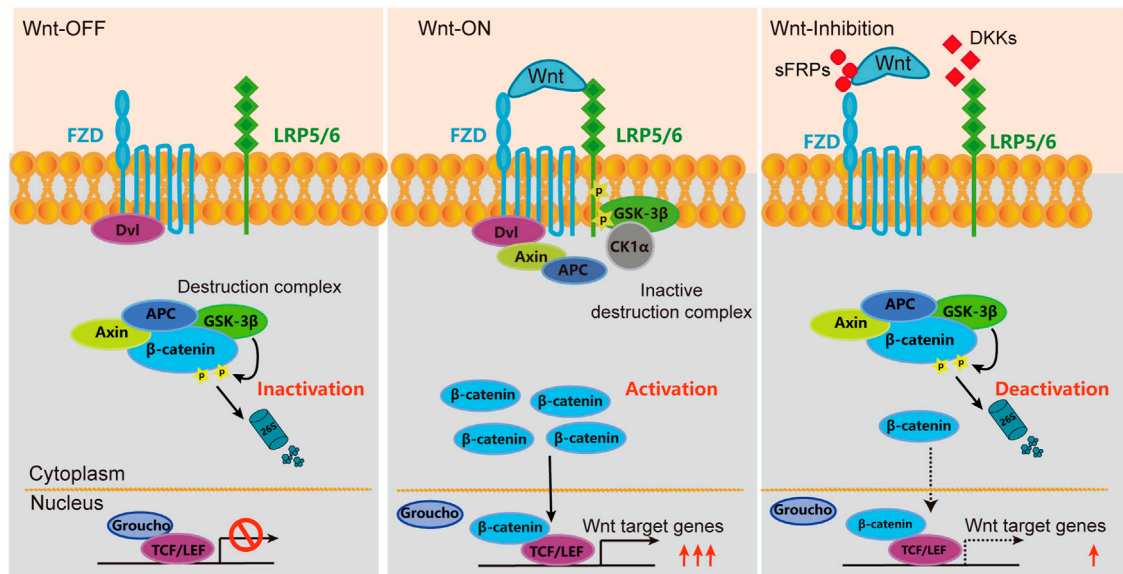 Wnt-OFF
FZD
LRP5/6
Dvl
Destruction complex
APC
GSK-3β
Axin
β-catenin
P
P
Inactivation
26S
Cytoplasm
Nucleus
Groucho
TCF/LEF
Wnt-ON
Wnt
FZD
LRP5/6
P
P
GSK-3β
Dvl
CK1α
Axin
APC
Inactive
destruction complex
Activation
β-catenin
β-catenin
β-catenin
β-catenin
Groucho
β-catenin
Wnt target genes
TCF/LEF
Wnt-Inhibition
DKKs
sFRPs
Wnt
FZD
LRP5/6
APC
GSK-3β
Axin
β-catenin
P
P
Deactivation
β-catenin
26S
Groucho
β-catenin
Wnt target genes
TCF/LEF